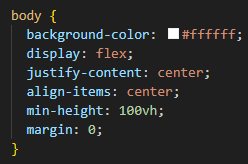 body {
background-color: #ffffff;
display: flex;
justify-content: center;
align-items: center;
min-height: 100vh;
margin: 0;
}